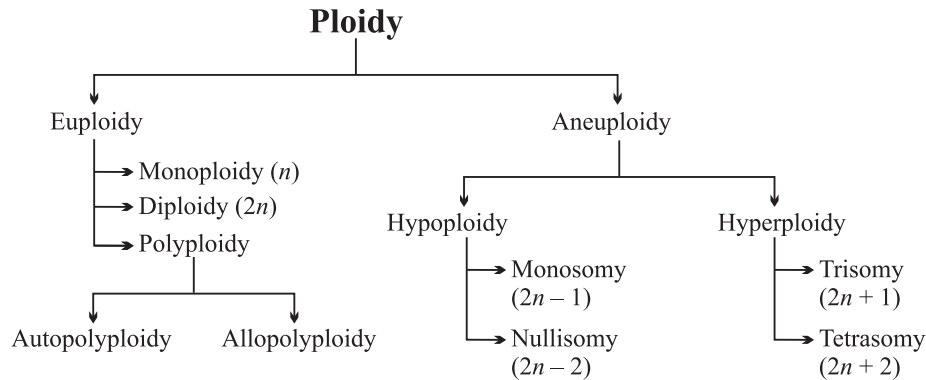 Ploidy
Euploidy
Aneuploidy
Monoploidy (n)
Diploidy (2n)
Polyploidy
Autopolyploidy
Allopolyploidy
Hypoploidy
Hyperploidy
Monosomy
(2n – 1)
Nullisomy
(2n – 2)
Trisomy
(2n + 1)
Tetrasomy
(2n + 2)